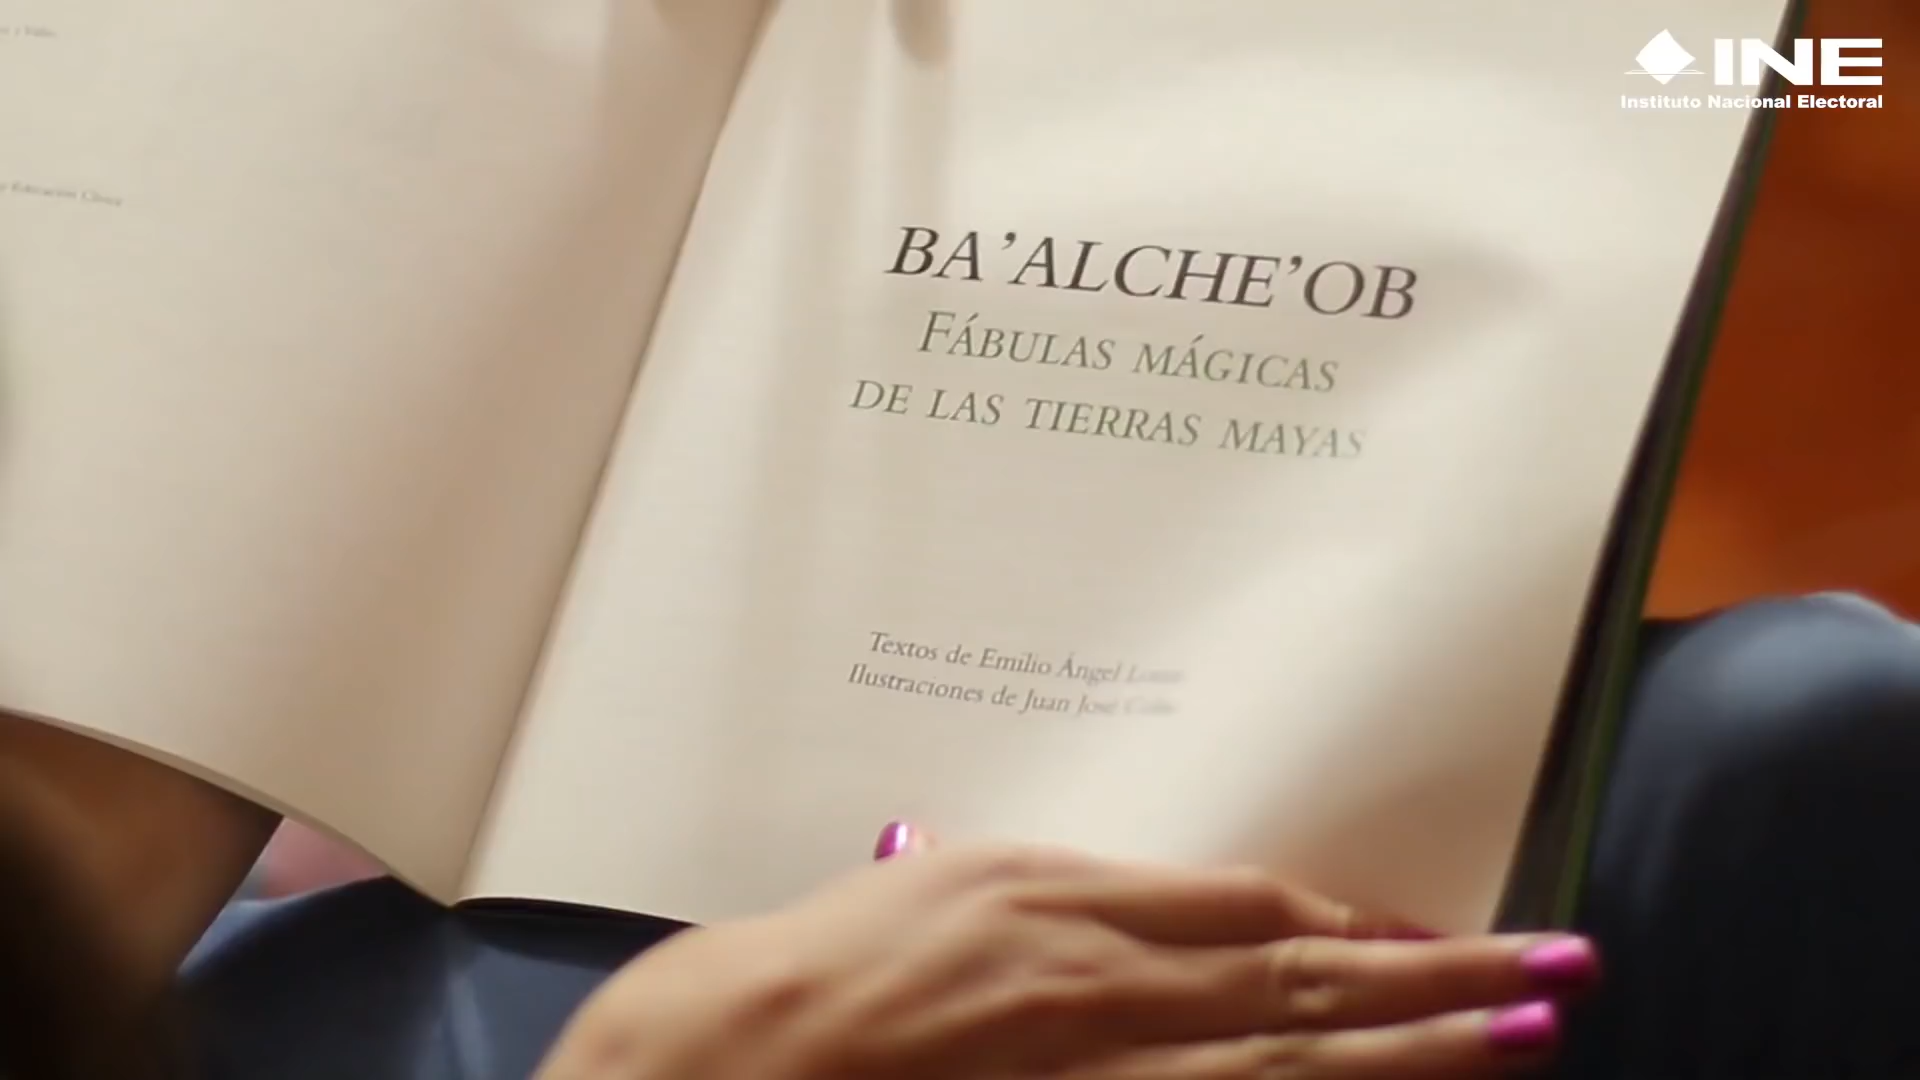 INE
Instituto Nacional Electoral
BA’ALCHE’OB
FÁBULAS MÁGICAS
DE LAS TIERRAS MAYAS
Textos de Emilio Ángel
Ilustraciones de Juan José